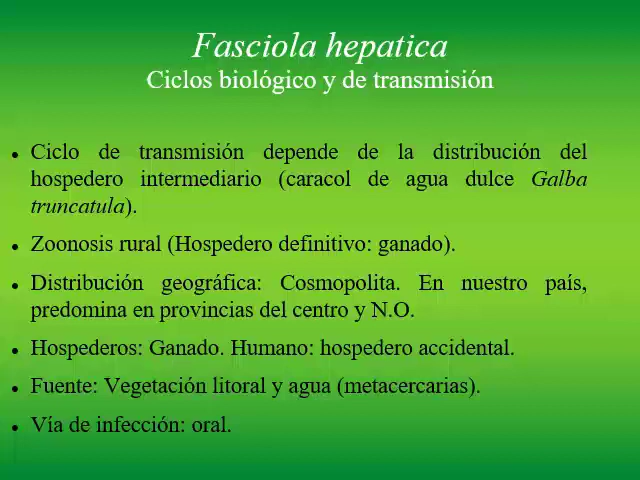 Fasciola hepatica
Ciclos biológico y de transmisión
• Ciclo de transmisión depende de la distribución del
hospedero intermediario (caracol de agua dulce Galba
truncatula).
• Zoonosis rural (Hospedero definitivo: ganado).
• Distribución geográfica: Cosmopolita. En nuestro país,
predomina en provincias del centro y N.O.
• Hospederos: Ganado. Humano: hospedero accidental.
• Fuente: Vegetación litoral y agua (metacercarias).
• Vía de infección: oral.